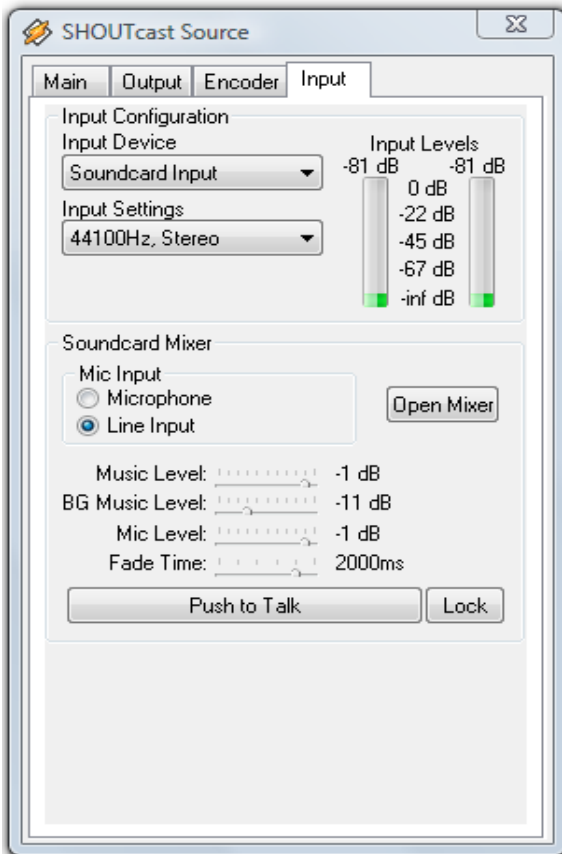 SHOUTcast Source
Main Output Encoder Input
Input Configuration
Input Device
Soundcard Input
Input Settings
44100Hz, Stereo
Input Levels
-81 dB -81 dB
0 dB
-22 dB
-45 dB
-67 dB
-inf dB
Soundcard Mixer
Mic Input
Microphone
Line Input
Open Mixer
Music Level: -1 dB
BG Music Level: -11 dB
Mic Level: -1 dB
Fade Time: 2000ms
Push to Talk Lock